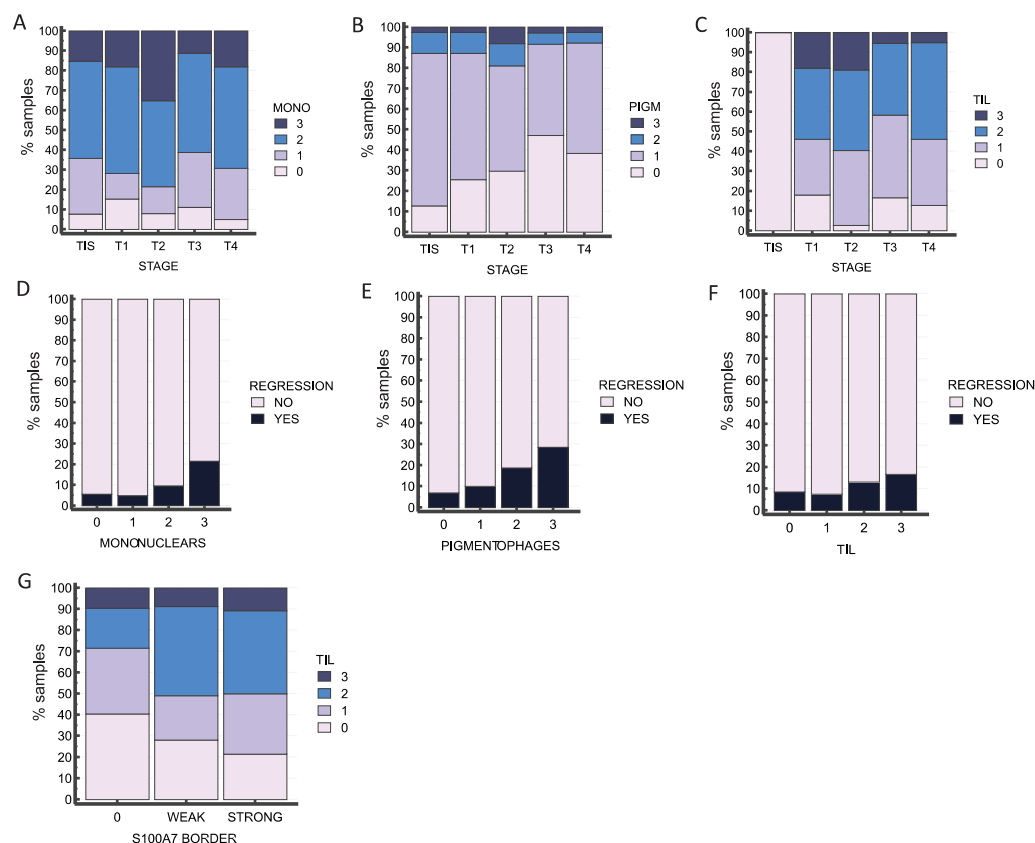 A
% samples
100
90
80
70
60
50
40
30
20
10
0
TIS T1 T2 T3 T4
STAGE
MONO
3
2
1
0
B
% samples
100
90
80
70
60
50
40
30
20
10
0
TIS T1 T2 T3 T4
STAGE
PIGM
3
2
1
0
C
% samples
100
90
80
70
60
50
40
30
20
10
0
TIS T1 T2 T3 T4
STAGE
TIL
3
2
1
0
D
% samples
100
90
80
70
60
50
40
30
20
10
0
0 1 2 3
MONONUCLEARS
REGRESSION
NO
YES
E
% samples
100
90
80
70
60
50
40
30
20
10
0
0 1 2 3
PIGMENTOPHAGES
REGRESSION
NO
YES
F
% samples
100
90
80
70
60
50
40
30
20
10
0
0 1 2 3
TIL
REGRESSION
NO
YES
G
% samples
100
90
80
70
60
50
40
30
20
10
0
0 WEAK STRONG
S100A7 BORDER
TIL
3
2
1
0